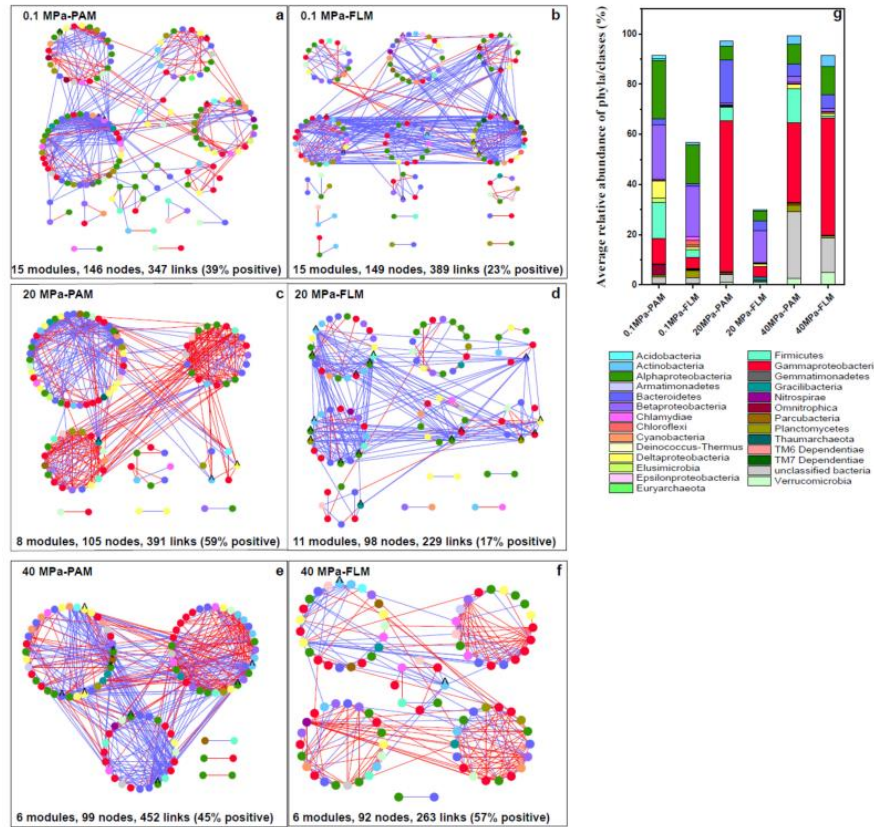 0.1 MPa-PAM
a
15 modules, 146 nodes, 347 links (39% positive)
0.1 MPa-FLM
b
15 modules, 149 nodes, 389 links (23% positive)
20 MPa-PAM
c
8 modules, 105 nodes, 391 links (59% positive)
20 MPa-FLM
d
11 modules, 98 nodes, 229 links (17% positive)
40 MPa-PAM
e
6 modules, 99 nodes, 452 links (45% positive)
40 MPa-FLM
f
6 modules, 92 nodes, 263 links (57% positive)
g
Average relative abundance of phyla/classes (%)
100
80
60
40
20
0
0.1MPa-PAM
0.1MPa-FLM
20MPa-PAM
20 MPa-FLM
40MPa-PAM
40MPa-FLM
Acidobacteria
Actinobacteria
Alphaproteobacteria
Armatimonadetes
Bacteroidetes
Betaproteobacteria
Chlamydiae
Chloroflexi
Cyanobacteria
Deinococcus-Thermus
Deltaproteobacteria
Elusimicrobia
Epsilonproteobacteria
Euryarchaeota
Firmicutes
Gammaproteobacteri
Gemmatimonadetes
Gracilibacteria
Nitrospirae
Omnitrophica
Parcubacteria
Planctomycetes
Thaumarchaeota
TM6 Dependentiae
TM7 Dependentiae
unclassified bacteria
Verrucomicrobia